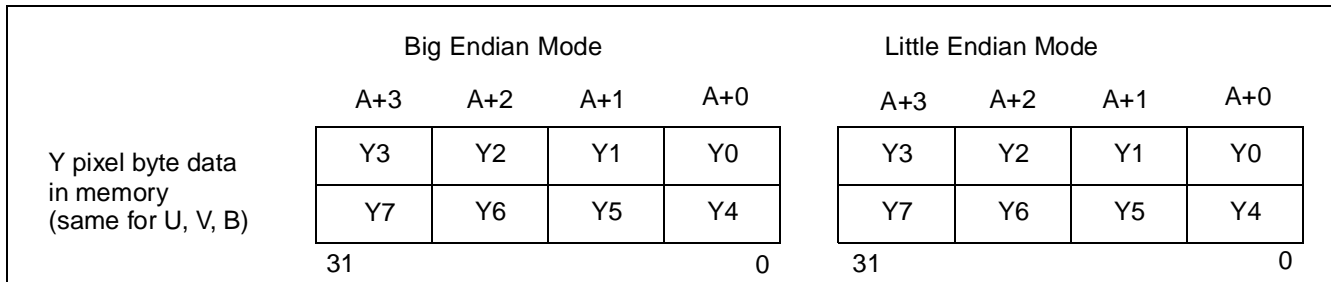 Big Endian Mode Little Endian Mode
A+3 A+2 A+1 A+0 A+3 A+2 A+1 A+0
Y3 Y2 Y1 Y0 Y3 Y2 Y1 Y0
Y pixel byte data
in memory
(same for U, V, B)
Y7 Y6 Y5 Y4 Y7 Y6 Y5 Y4
31 0 31 0